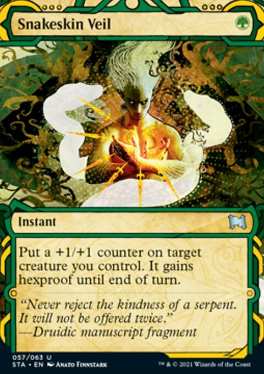 Snakeskin Veil
Instant
Put a +1/+1 counter on target
creature you control. It gains
hexproof until end of turn.
“Never reject the kindness of a serpent.
It will not be offered twice.”
—Druidic manuscript fragment
057/063 U
STA • EN ANATO FINNSTARK
™ & © 2021 Wizards of the Coast